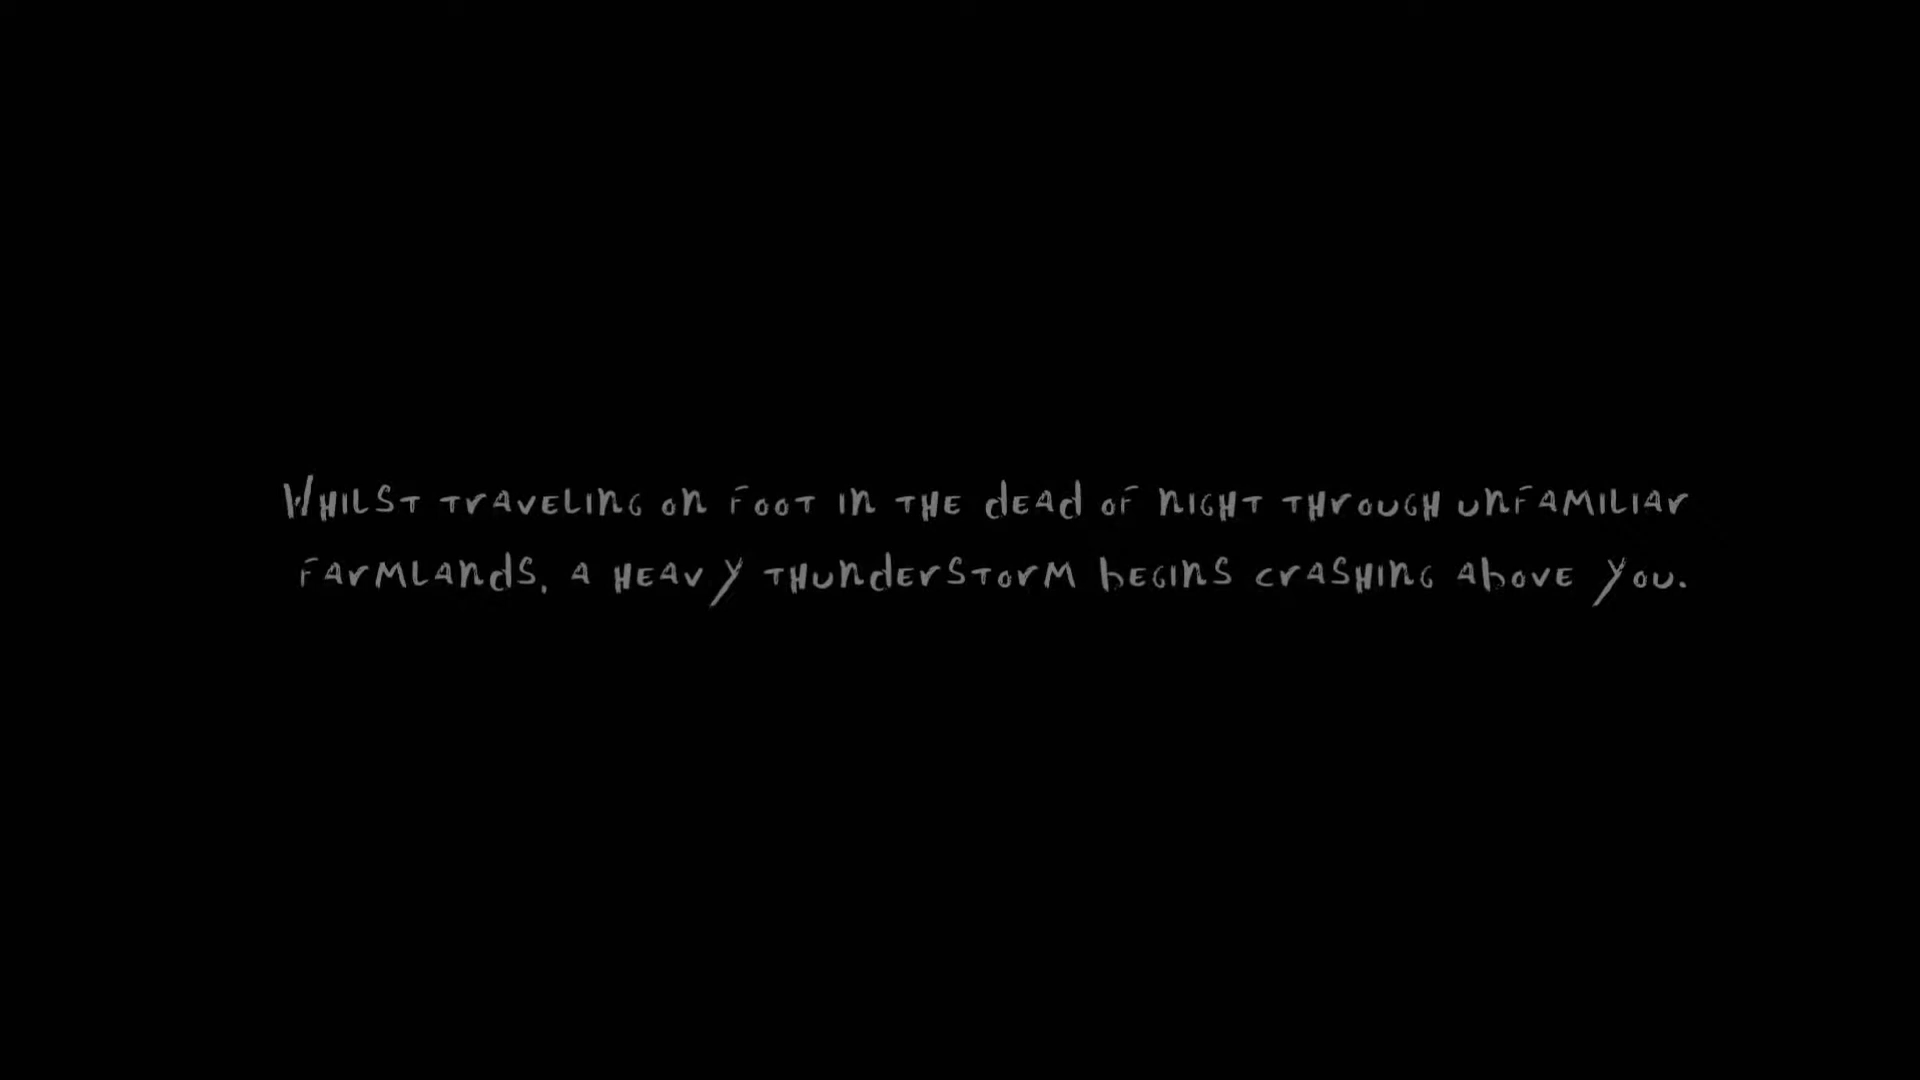 Whilst traveling on foot in the dead of night through unfamiliar
farmlands, a heavy thunderstorm begins crashing above you.